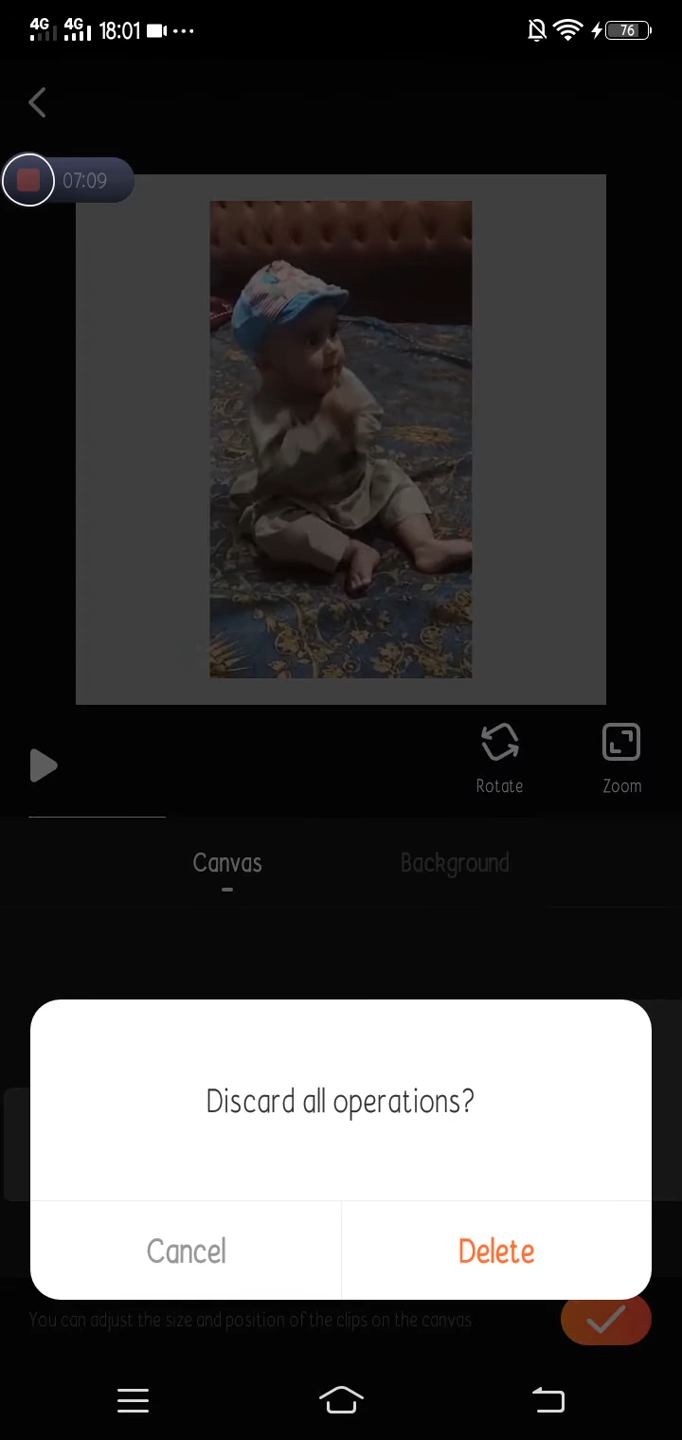 4G 4G 18:01 76
07:09
Rotate Zoom
Canvas Background
Discard all operations?
Cancel Delete
You can adjust the size and position of the clips on the canvas